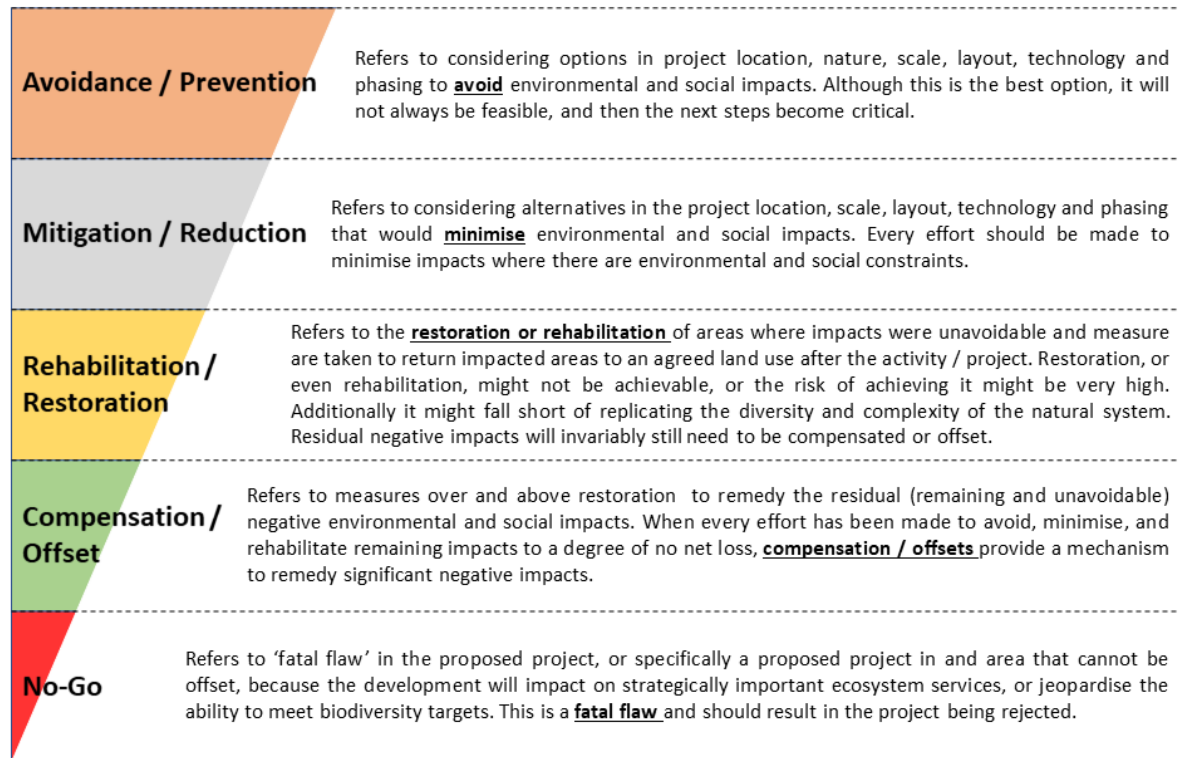 Avoidance / Prevention
Refers to considering options in project location, nature, scale, layout, technology and
phasing to avoid environmental and social impacts. Although this is the best option, it will
not always be feasible, and then the next steps become critical.
Mitigation / Reduction
Refers to considering alternatives in the project location, scale, layout, technology and phasing
that would minimise environmental and social impacts. Every effort should be made to
minimise impacts where there are environmental and social constraints.
Rehabilitation /
Restoration
Refers to the restoration or rehabilitation of areas where impacts were unavoidable and measure
are taken to return impacted areas to an agreed land use after the activity / project. Restoration, or
even rehabilitation, might not be achievable, or the risk of achieving it might be very high.
Additionally it might fall short of replicating the diversity and complexity of the natural system.
Residual negative impacts will invariably still need to be compensated or offset.
Compensation /
Offset
Refers to measures over and above restoration to remedy the residual (remaining and unavoidable)
negative environmental and social impacts. When every effort has been made to avoid, minimise, and
rehabilitate remaining impacts to a degree of no net loss, compensation / offsets provide a mechanism
to remedy significant negative impacts.
No-Go
Refers to ‘fatal flaw’ in the proposed project, or specifically a proposed project in and area that cannot be
offset, because the development will impact on strategically important ecosystem services, or jeopardise the
ability to meet biodiversity targets. This is a fatal flaw and should result in the project being rejected.